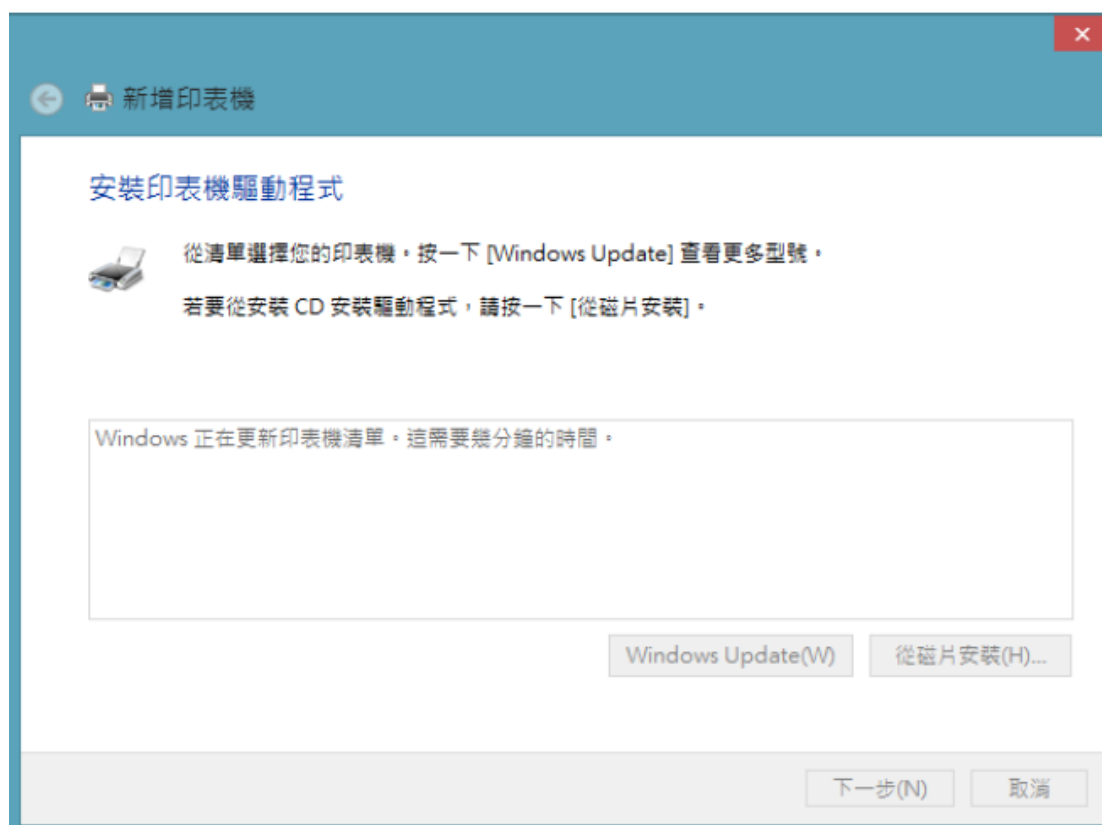 新增印表機
安裝印表機驅動程式
從清單選擇您的印表機。按一下 [Windows Update] 查看更多型號。
若要從安裝 CD 安裝驅動程式，請按一下 [從磁片安裝]。
Windows 正在更新印表機清單。這需要幾分鐘的時間。
Windows Update(W)　從磁片安裝(H)...
下一步(N)　取消